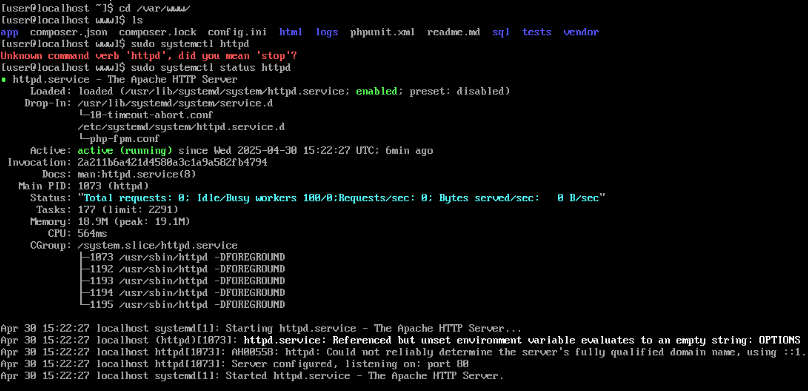 [user@localhost ~]$ cd /var/www/
[user@localhost www]$ ls
app  composer.json  composer.lock  config.ini  html  logs  phpunit.xml  readme.md  sql  tests  vendor
[user@localhost www]$ sudo systemctl httpd
Unknown command verb 'httpd', did you mean 'stop'?
[user@localhost www]$ sudo systemctl status httpd
● httpd.service - The Apache HTTP Server
     Loaded: loaded (/usr/lib/systemd/system/httpd.service; enabled; preset: disabled)
    Drop-In: /usr/lib/systemd/system/service.d
             └─10-timeout-abort.conf
             /etc/systemd/system/httpd.service.d
             └─php-fpm.conf
     Active: active (running) since Wed 2025-04-30 15:22:27 UTC; 6min ago
 Invocation: 2a211b6a421d4580a3c1a9a582fb4794
       Docs: man:httpd.service(8)
   Main PID: 1073 (httpd)
     Status: "Total requests: 0; Idle/Busy workers 100/0;Requests/sec: 0; Bytes served/sec:   0 B/sec"
      Tasks: 177 (limit: 2291)
     Memory: 18.9M (peak: 19.1M)
        CPU: 564ms
     CGroup: /system.slice/httpd.service
             ├─1073 /usr/sbin/httpd -DFOREGROUND
             ├─1192 /usr/sbin/httpd -DFOREGROUND
             ├─1193 /usr/sbin/httpd -DFOREGROUND
             ├─1194 /usr/sbin/httpd -DFOREGROUND
             └─1195 /usr/sbin/httpd -DFOREGROUND
Apr 30 15:22:27 localhost systemd[1]: Starting httpd.service - The Apache HTTP Server...
Apr 30 15:22:27 localhost (httpd)[1073]: httpd.service: Referenced but unset environment variable evaluates to an empty string: OPTIONS
Apr 30 15:22:27 localhost httpd[1073]: AH00558: httpd: Could not reliably determine the server's fully qualified domain name, using ::1.
Apr 30 15:22:27 localhost httpd[1073]: Server configured, listening on: port 80
Apr 30 15:22:27 localhost systemd[1]: Started httpd.service - The Apache HTTP Server.